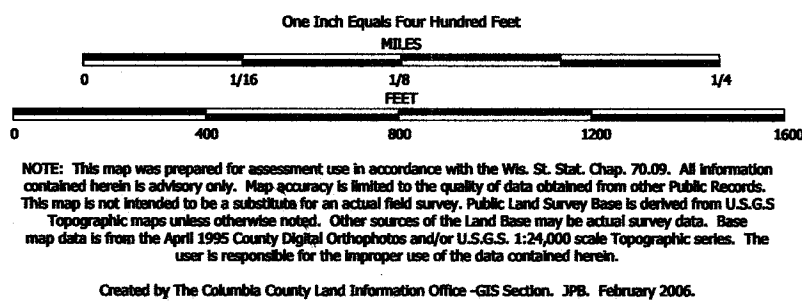 One Inch Equals Four Hundred Feet
MILES
0 1/16 1/8 1/4
FEET
0 400 800 1200 1600
NOTE: This map was prepared for assessment use in accordance with the Wis. St. Stat. Chap. 70.09. All information
contained herein is advisory only. Map accuracy is limited to the quality of data obtained from other Public Records.
This map is not intended to be a substitute for an actual field survey. Public Land Survey Base is derived from U.S.G.S
Topographic maps unless otherwise noted. Other sources of the Land Base may be actual survey data. Base
map data is from the April 1995 County Digital Orthophotos and/or U.S.G.S. 1:24,000 scale Topographic series. The
user is responsible for the improper use of the data contained herein.
Created by The Columbia County Land Information Office -GIS Section. JPB. February 2006.